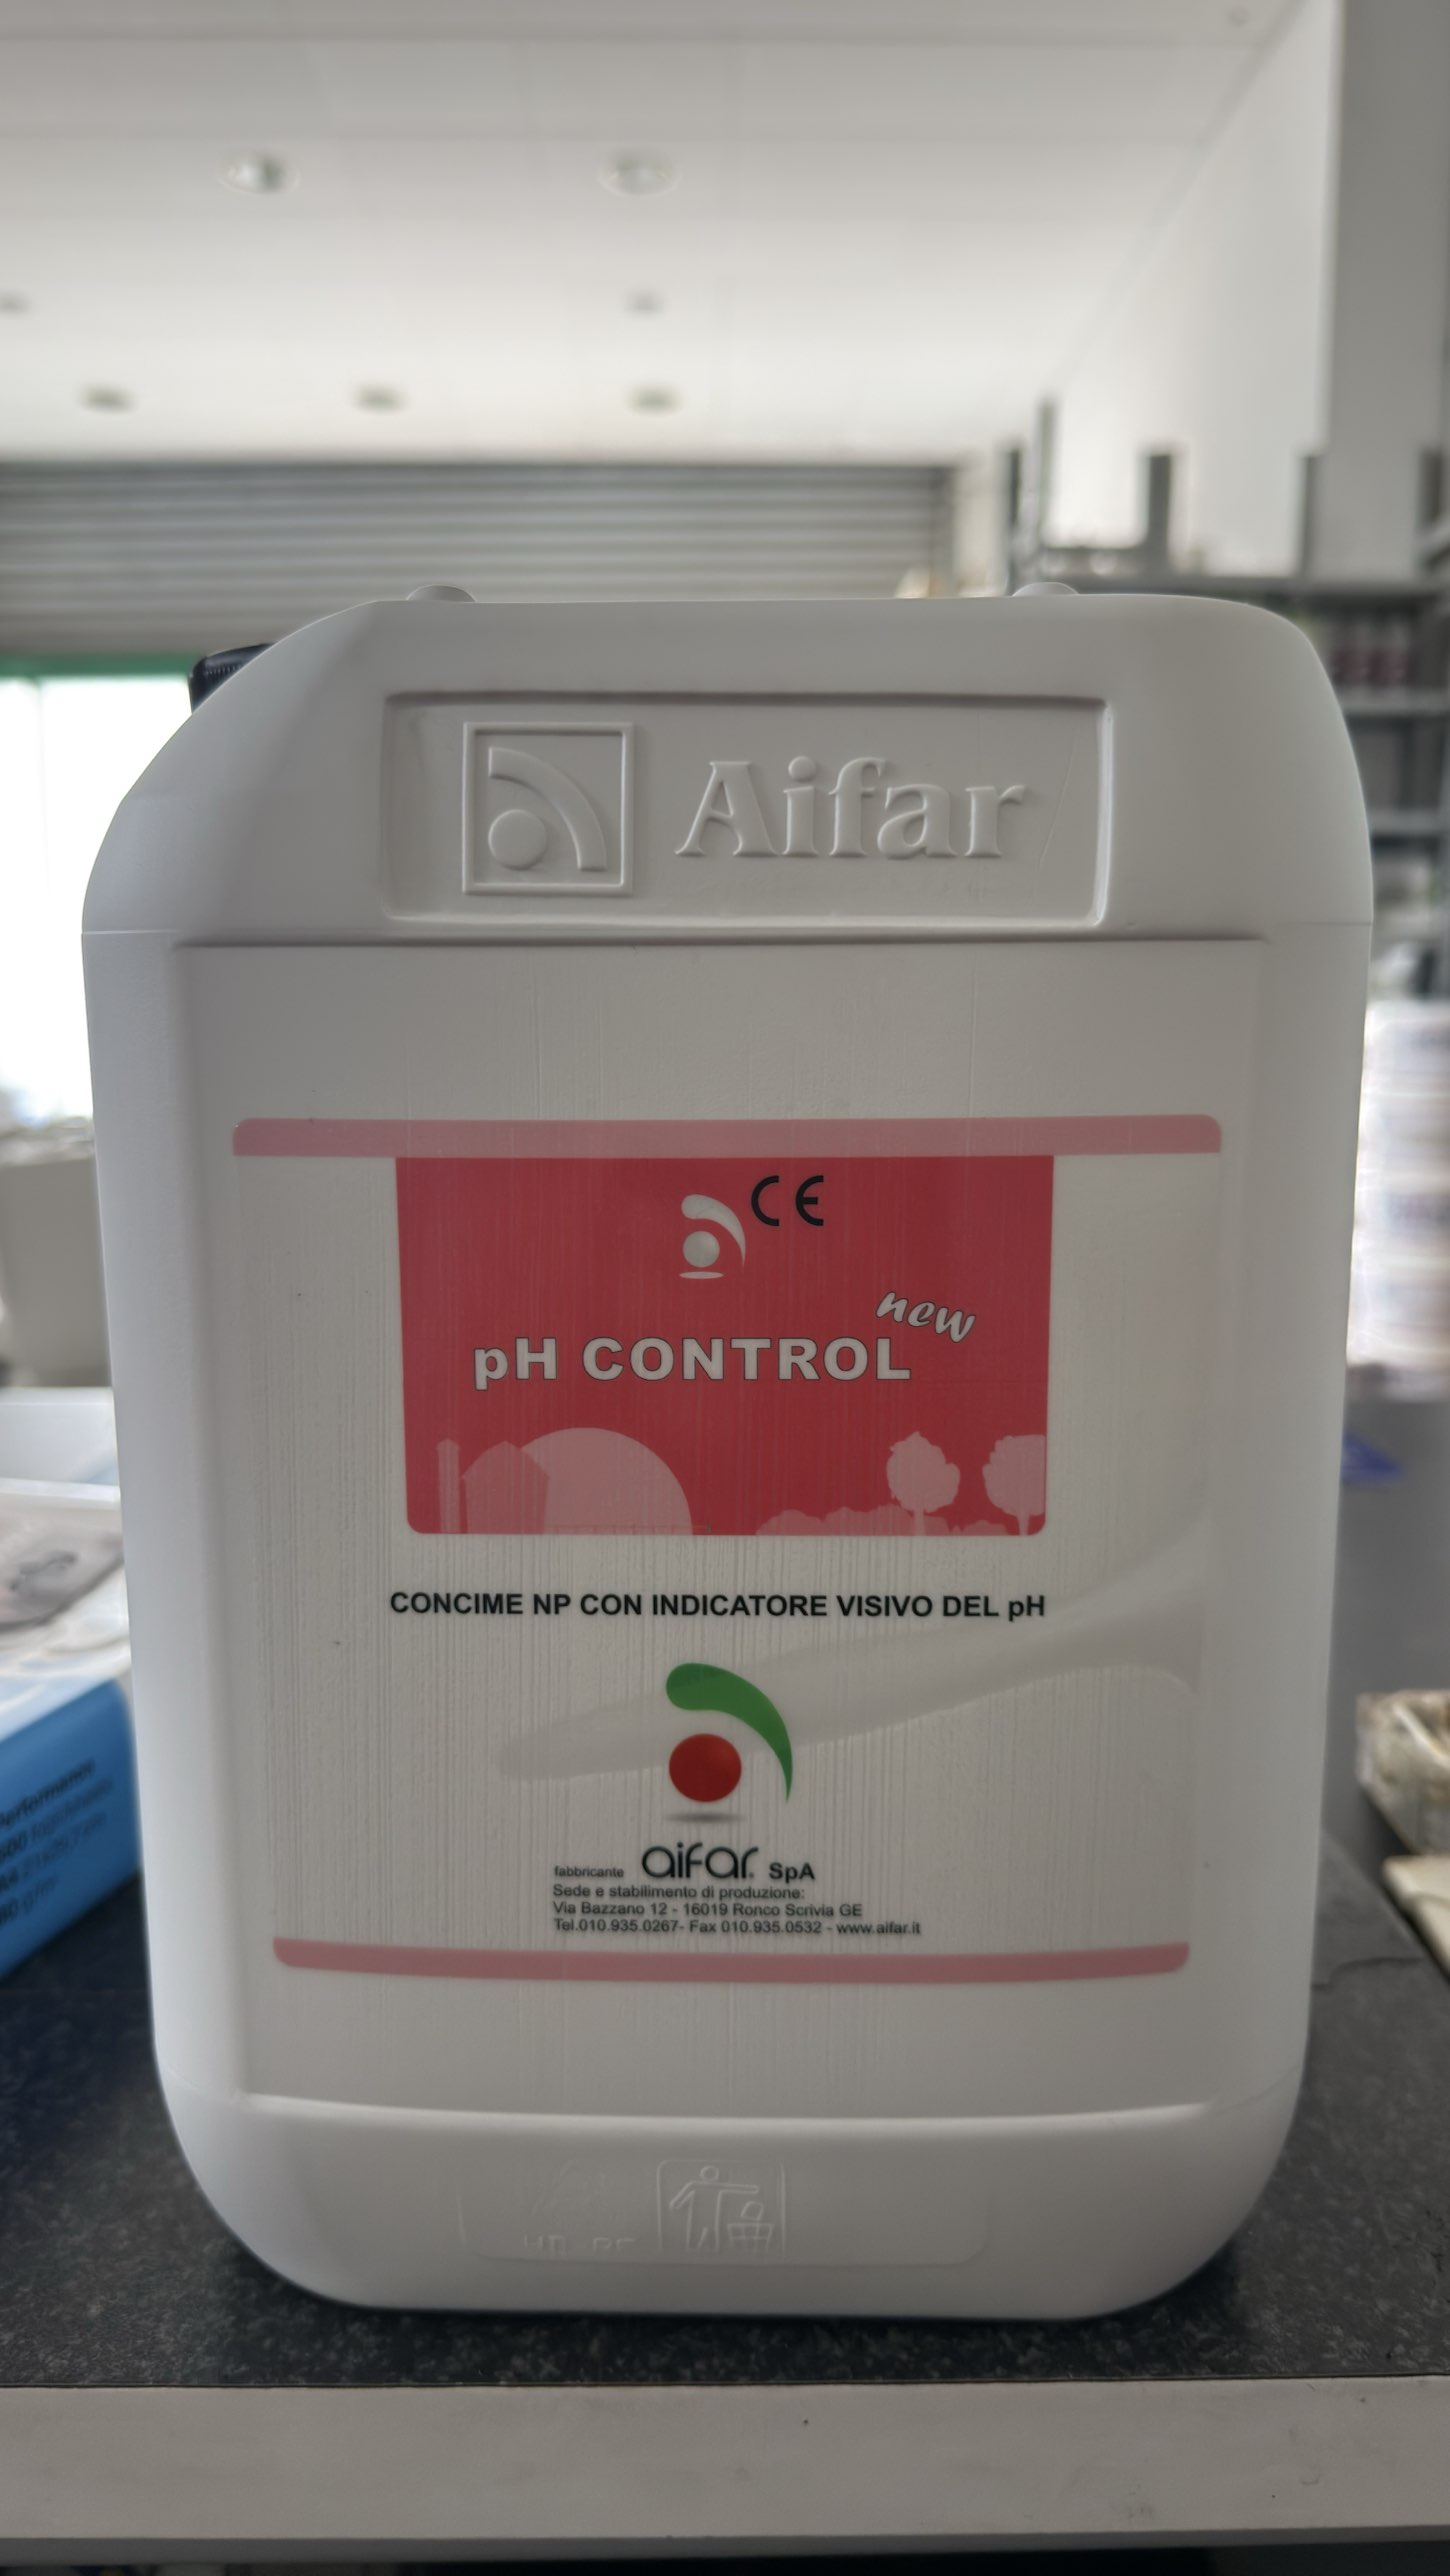 Aifar
CE
new
pH CONTROL
CONCIME NP CON INDICATORE VISIVO DEL pH
fabbricante aifar SpA
Sede e stabilimento di produzione:
Via Bazzano 12 - 16019 Ronco Scrivia GE
Tel.010.935.0267- Fax 010.935.0532 - www.aifar.it
Performance